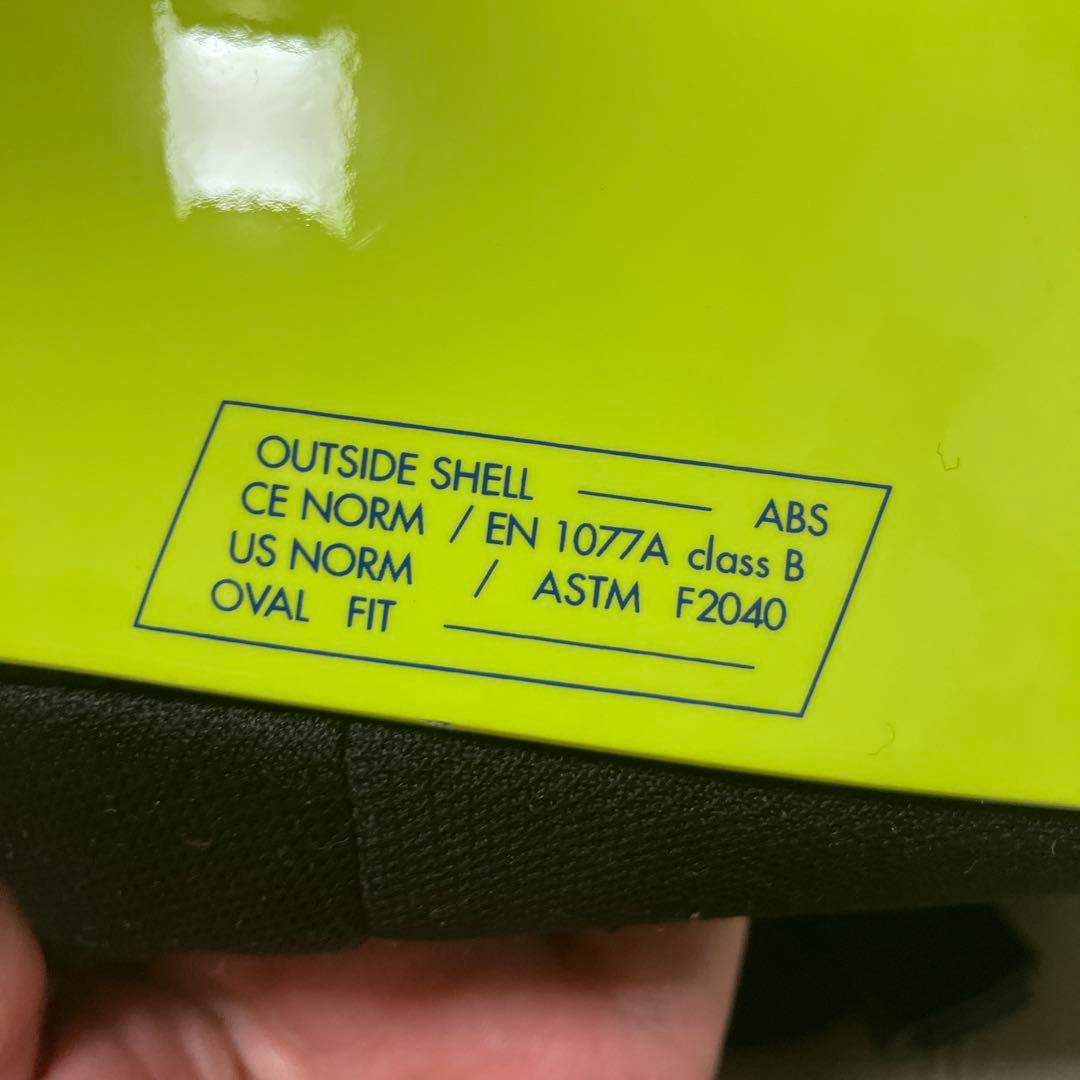 OUTSIDE SHELL ABS
CE NORM / EN 1077A class B
US NORM / ASTM F2040
OVAL FIT